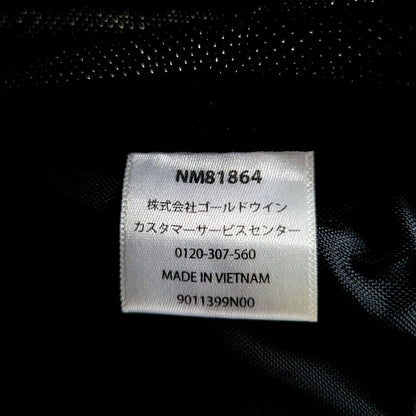 NM81864
株式会社ゴールドウイン
カスタマーサービスセンター
0120-307-560
MADE IN VIETNAM
9011399N00